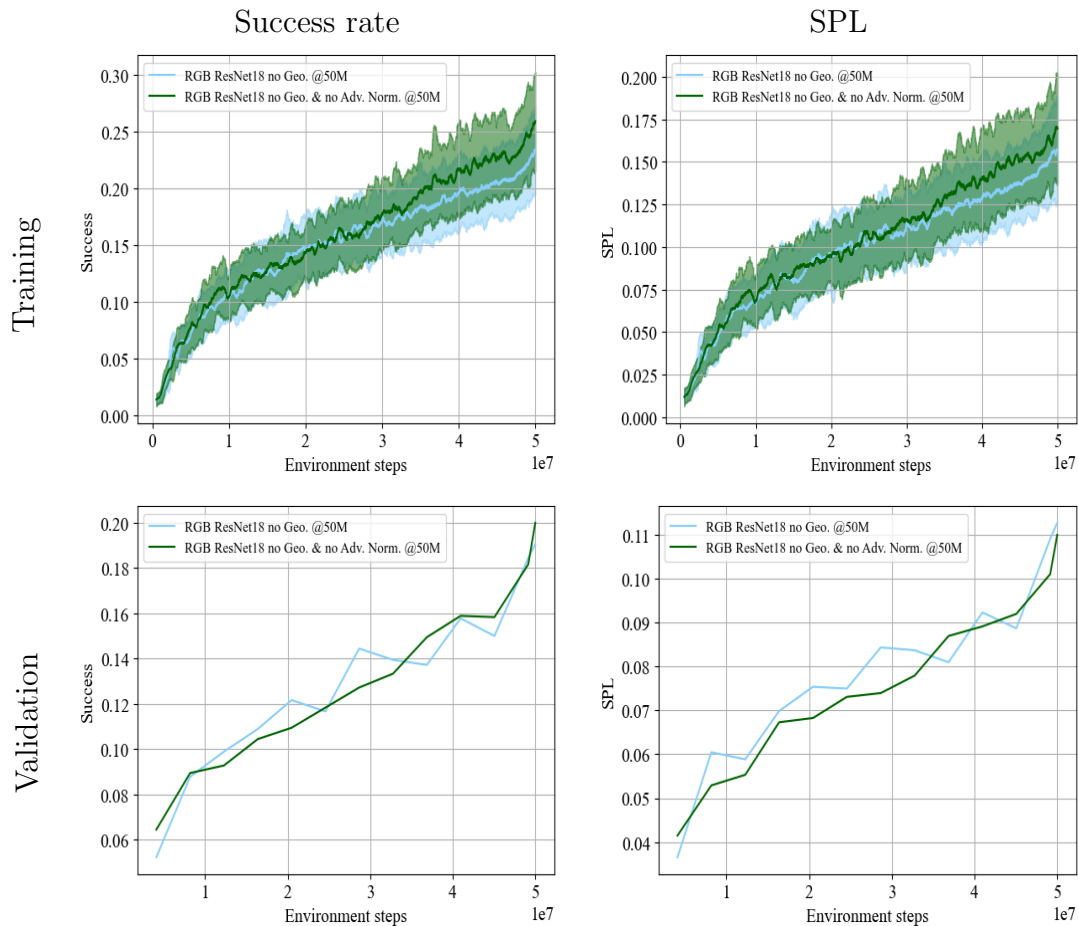 Success rate
SPL
Training
RGB ResNet18 no Geo. @50M
RGB ResNet18 no Geo. & no Adv. Norm. @50M
0.30
0.25
0.20
0.15
0.10
0.05
0.00
Success
0 1 2 3 4 5
1e7
Environment steps
RGB ResNet18 no Geo. @50M
RGB ResNet18 no Geo. & no Adv. Norm. @50M
0.200
0.175
0.150
0.125
0.100
0.075
0.050
0.025
0.000
SPL
0 1 2 3 4 5
1e7
Environment steps
Validation
RGB ResNet18 no Geo. @50M
RGB ResNet18 no Geo. & no Adv. Norm. @50M
0.20
0.18
0.16
0.14
0.12
0.10
0.08
0.06
Success
1 2 3 4 5
1e7
Environment steps
RGB ResNet18 no Geo. @50M
RGB ResNet18 no Geo. & no Adv. Norm. @50M
0.11
0.10
0.09
0.08
0.07
0.06
0.05
0.04
SPL
1 2 3 4 5
1e7
Environment steps